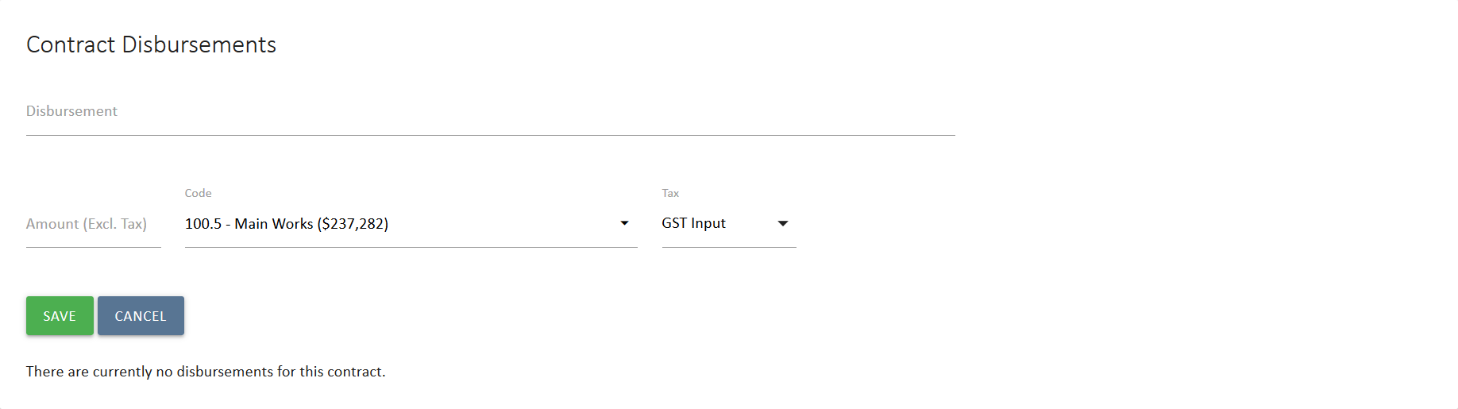 Contract Disbursements
Disbursement
Code
Tax
Amount (Excl. Tax)
100.5 - Main Works ($237,282)
GST Input
SAVE
CANCEL
There are currently no disbursements for this contract.